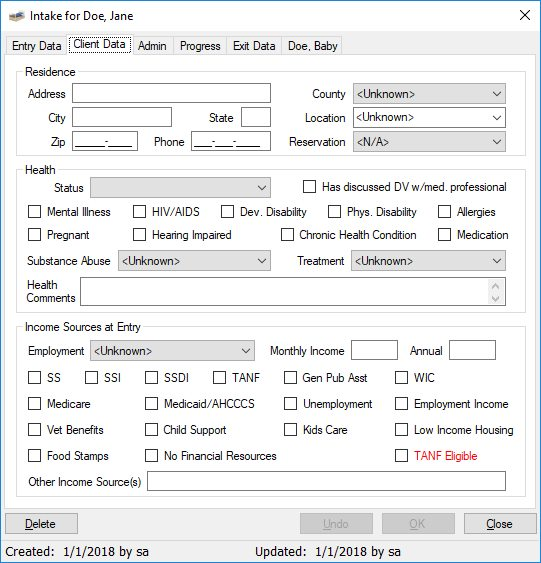 Intake for Doe, Jane
Entry Data Client Data Admin Progress Exit Data Doe, Baby
Residence
Address County <Unknown>
City State Location <Unknown>
Zip _____-____ Phone ___-___-____ Reservation <N/A>
Health
Status Has discussed DV w/med. professional
Mental Illness HIV/AIDS Dev. Disability Phys. Disability Allergies
Pregnant Hearing Impaired Chronic Health Condition Medication
Substance Abuse <Unknown> Treatment <Unknown>
Health
Comments
Income Sources at Entry
Employment <Unknown> Monthly Income Annual
SS SSI SSDI TANF Gen Pub Asst WIC
Medicare Medicaid/AHCCCS Unemployment Employment Income
Vet Benefits Child Support Kids Care Low Income Housing
Food Stamps No Financial Resources TANF Eligible
Other Income Source(s)
Delete Undo OK Close
Created: 1/1/2018 by sa Updated: 1/1/2018 by sa